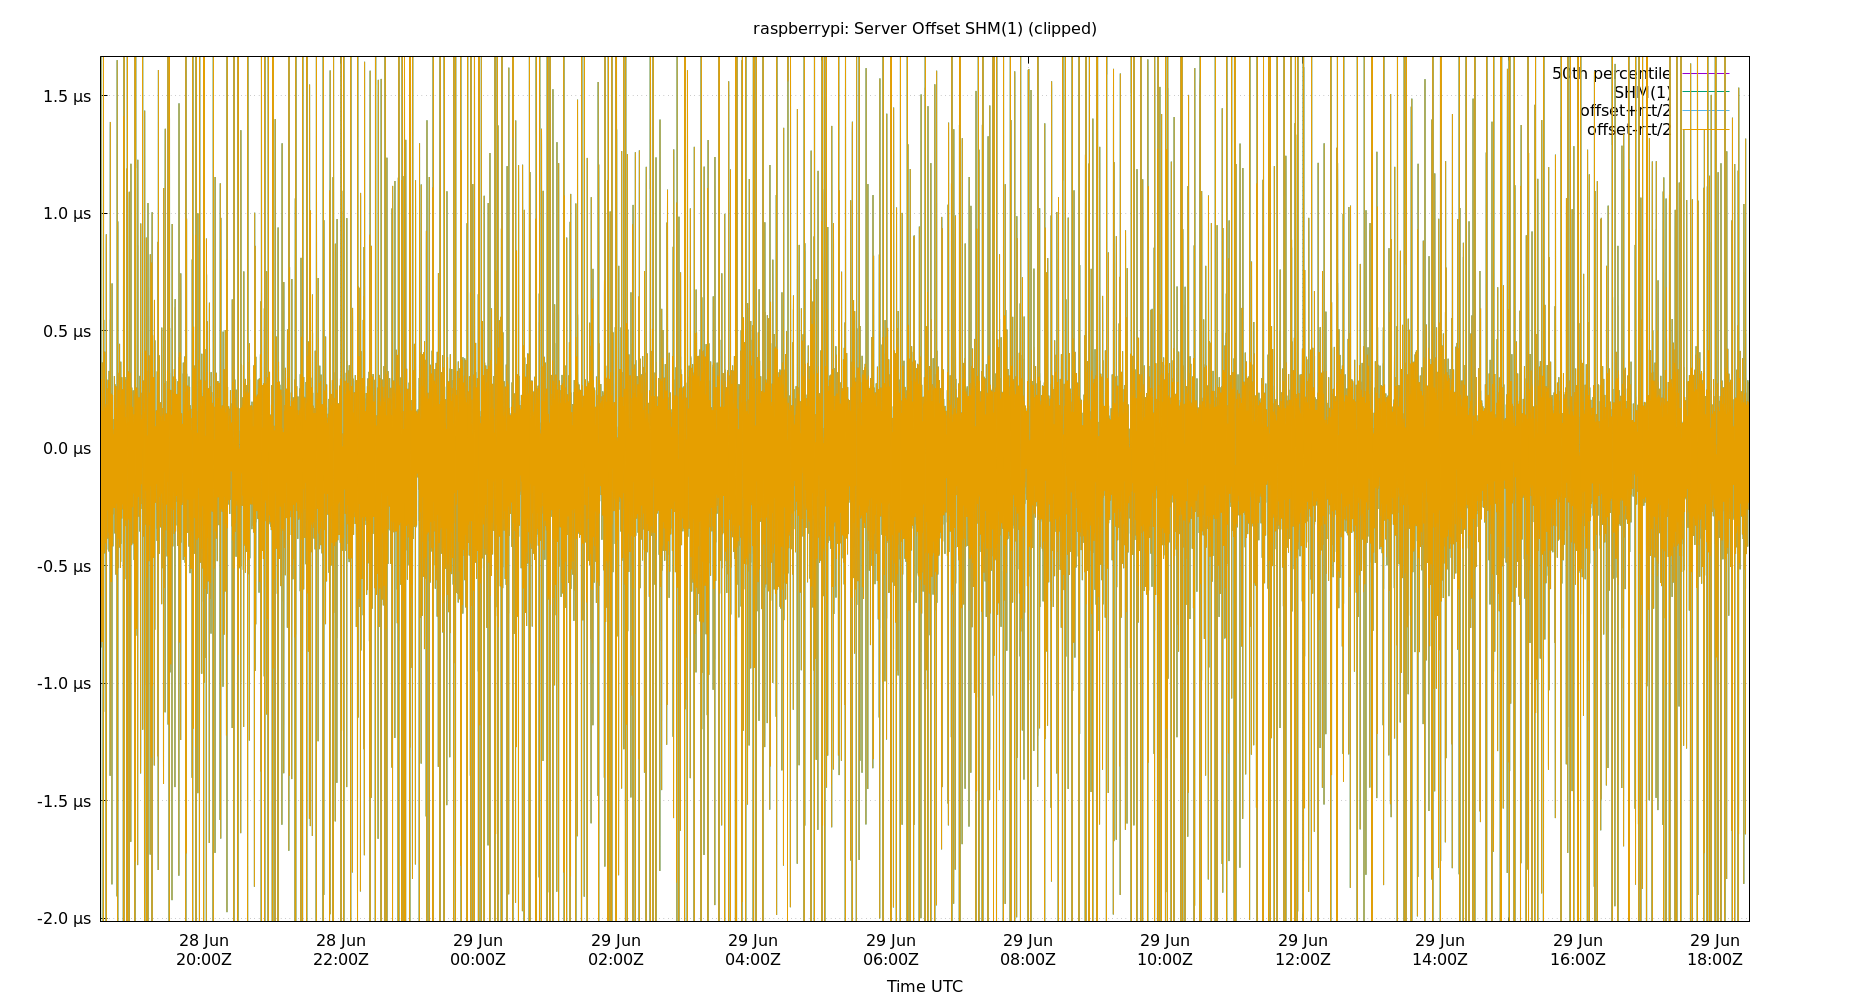 raspberrypi: Server Offset SHM(1) (clipped)
50th percentile
SHM(1)
offset+rtt/2
offset-rtt/2
1.5 µs
1.0 µs
0.5 µs
0.0 µs
-0.5 µs
-1.0 µs
-1.5 µs
-2.0 µs
28 Jun 28 Jun 29 Jun 29 Jun 29 Jun 29 Jun 29 Jun 29 Jun 29 Jun 29 Jun 29 Jun 29 Jun
20:00Z 22:00Z 00:00Z 02:00Z 04:00Z 06:00Z 08:00Z 10:00Z 12:00Z 14:00Z 16:00Z 18:00Z
Time UTC